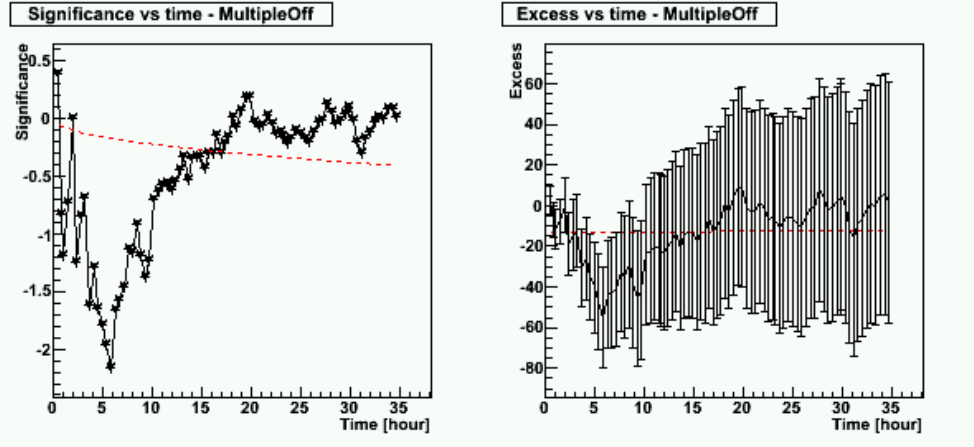 Significance vs time - MultipleOff
Significance
0.5
0
-0.5
-1
-1.5
-2
0 5 10 15 20 25 30 35
Time [hour]
Excess vs time - MultipleOff
Excess
60
40
20
0
-20
-40
-60
-80
0 5 10 15 20 25 30 35
Time [hour]